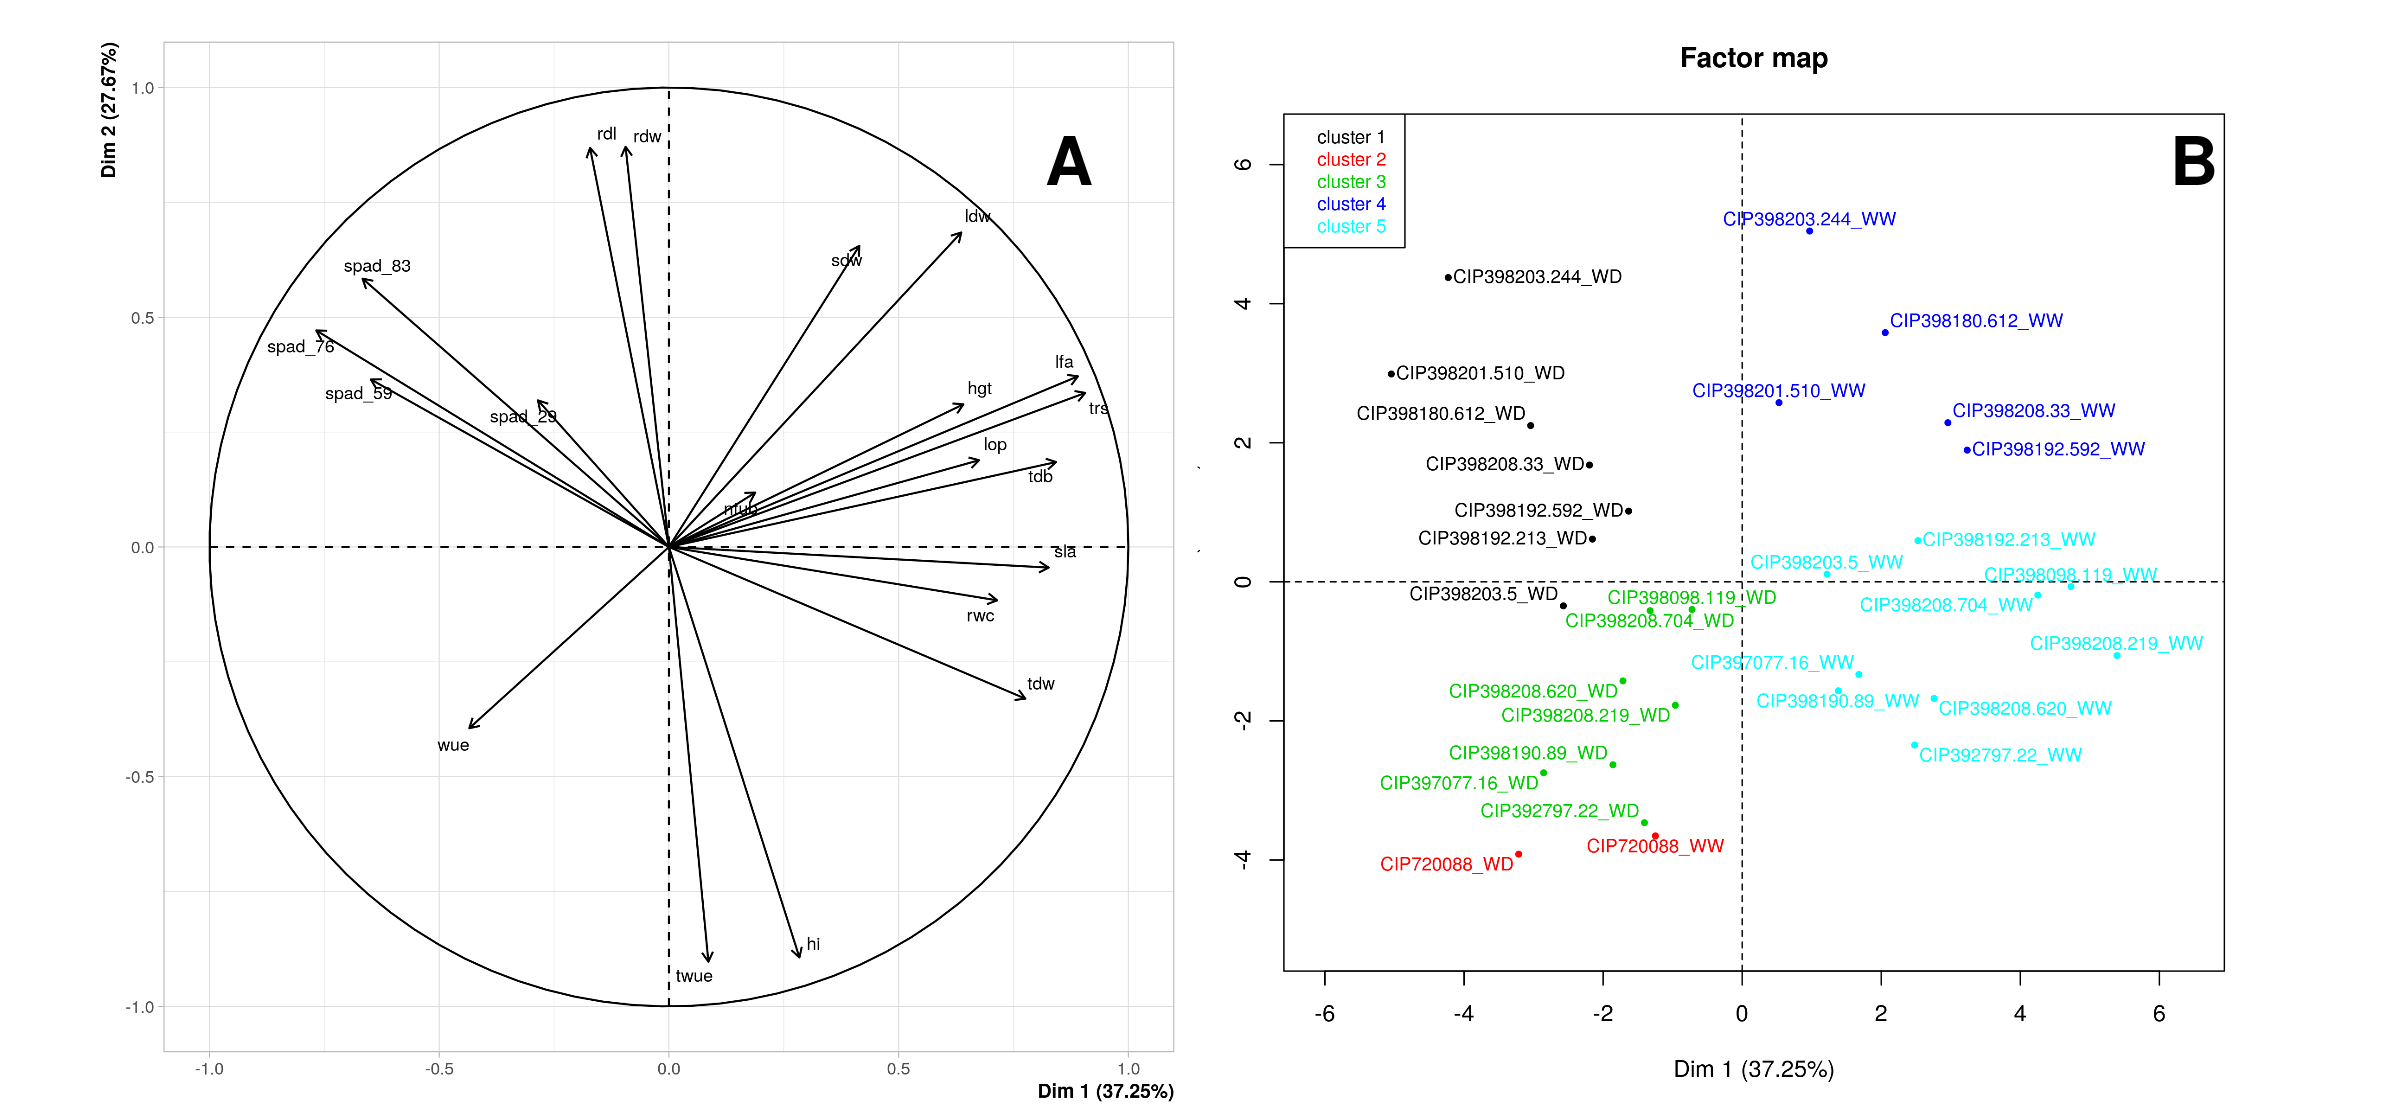 Dim 2 (27.67%)
1.0
0.5
0.0
-0.5
-1.0
A
rdl
rdw
ldw
sdw
spad_83
spad_76
spad_59
spad_29
lfa
hgt
trs
lop
tdb
ntub
sla
rwc
tdw
wue
twue
hi
-1.0
-0.5
0.0
0.5
1.0
Dim 1 (37.25%)
Factor map
B
cluster 1
cluster 2
cluster 3
cluster 4
cluster 5
6
4
2
0
-2
-4
CIP398203.244_WW
CIP398203.244_WD
CIP398180.612_WW
CIP398201.510_WD
CIP398201.510_WW
CIP398180.612_WD
CIP398208.33_WW
CIP398192.592_WW
CIP398208.33_WD
CIP398192.592_WD
CIP398192.213_WD
CIP398192.213_WW
CIP398203.5_WW
CIP398098.119_WW
CIP398203.5_WD
CIP398098.119_WD
CIP398208.704_WW
CIP398208.704_WD
CIP398208.219_WW
CIP397077.16_WW
CIP398208.620_WD
CIP398190.89_WW
CIP398208.620_WW
CIP398208.219_WD
CIP398190.89_WD
CIP392797.22_WW
CIP397077.16_WD
CIP392797.22_WD
CIP720088_WW
CIP720088_WD
-6
-4
-2
0
2
4
6
Dim 1 (37.25%)